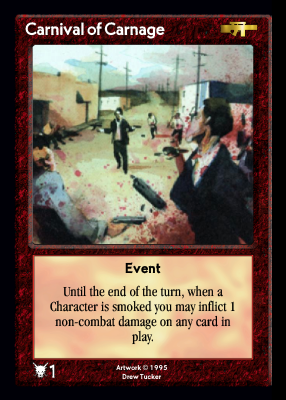 Carnival of Carnage
Event
Until the end of the turn, when a
Character is smoked you may inflict 1
non-combat damage on any card in
play.
1
Artwork © 1995
Drew Tucker